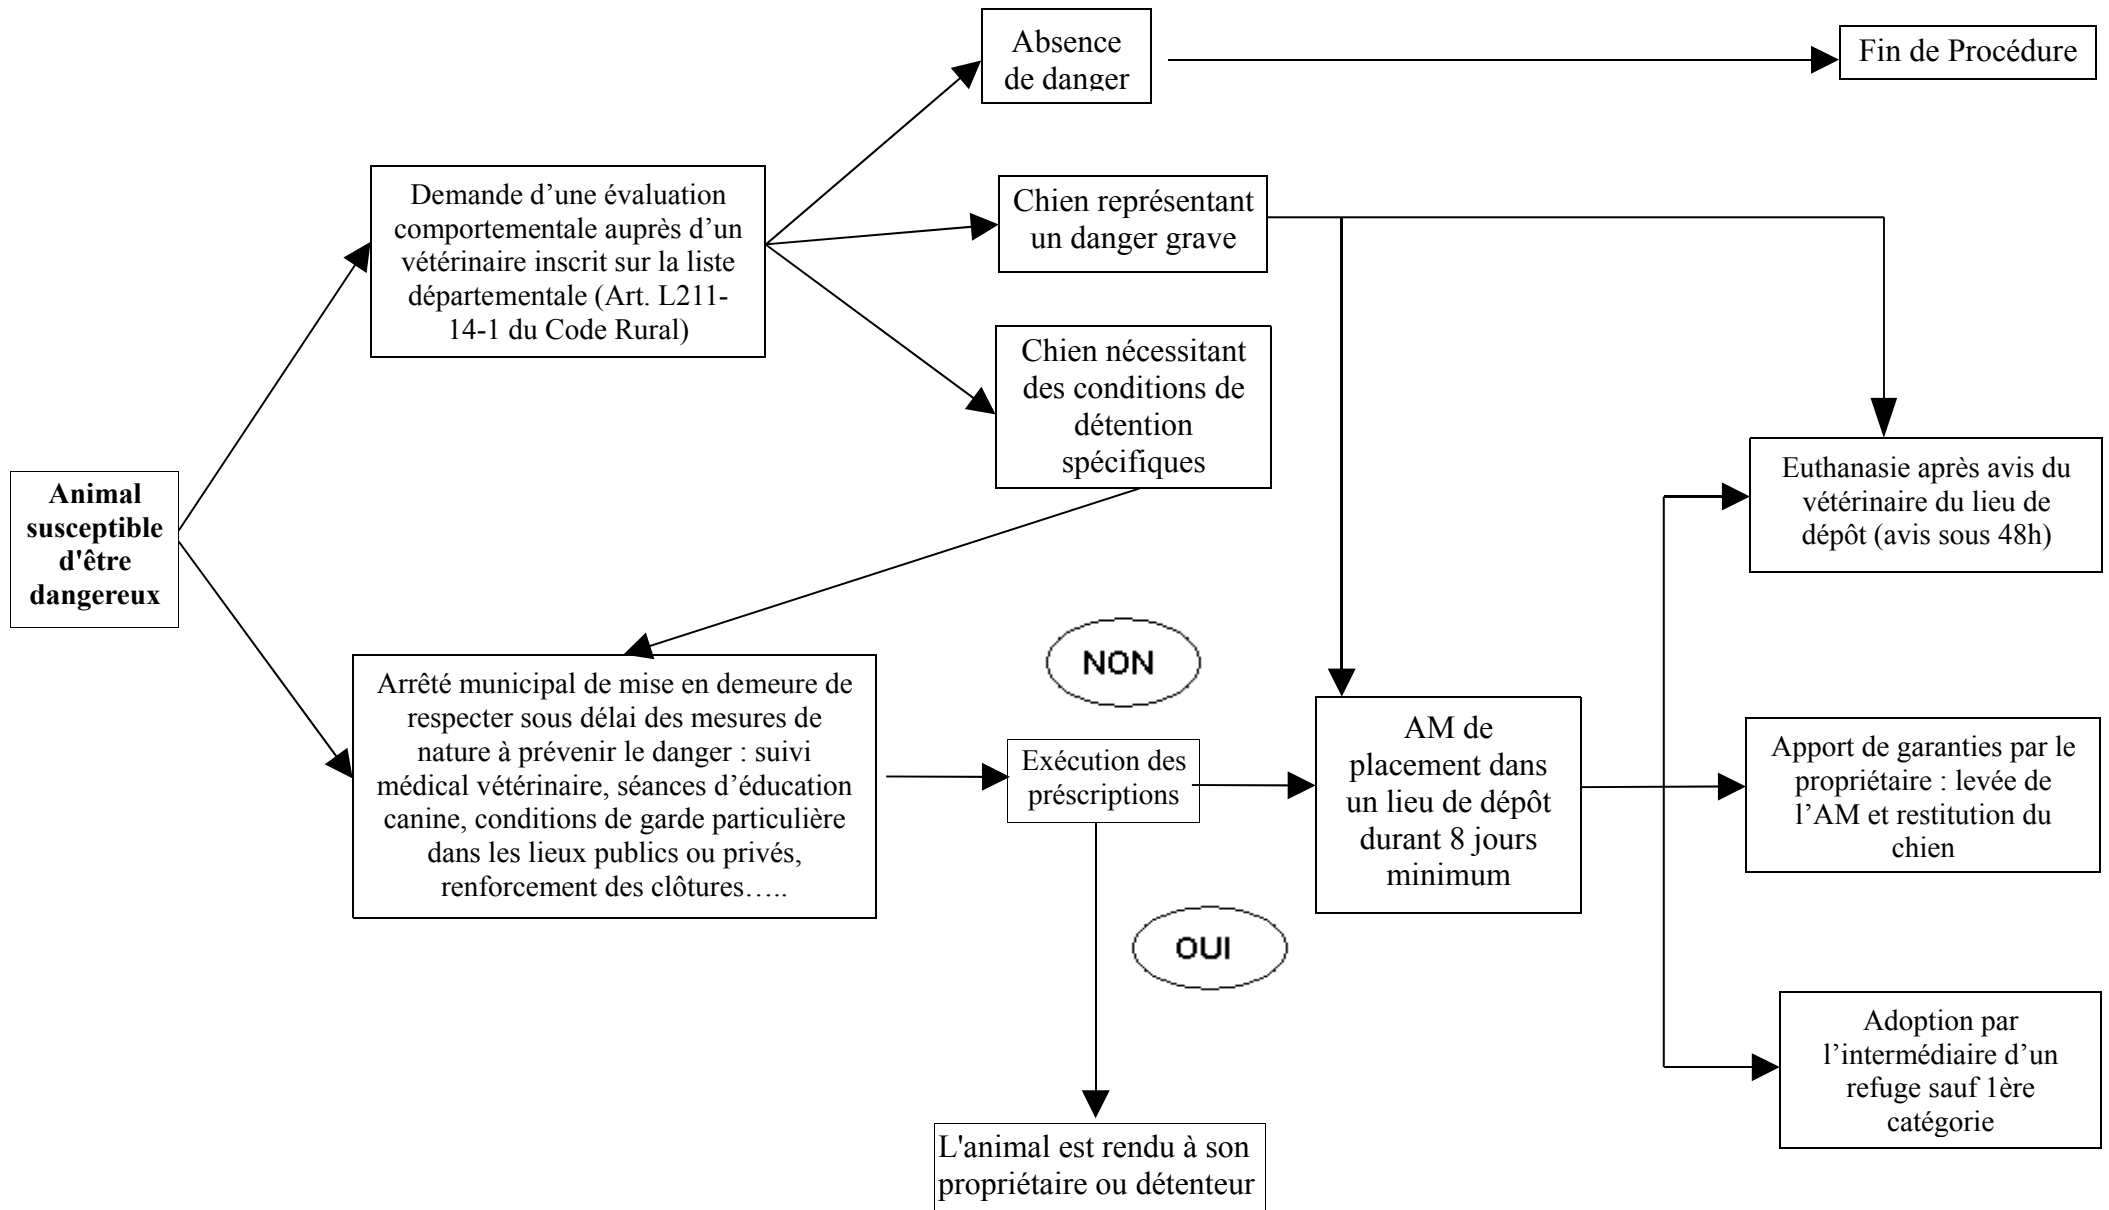 Absence
de danger
Fin de Procédure
Demande d’une évaluation
comportementale auprès d’un
vétérinaire inscrit sur la liste
départementale (Art. L211-
14-1 du Code Rural)
Chien représentant
un danger grave
Chien nécessitant
des conditions de
détention
spécifiques
Animal
susceptible
d'être
dangereux
Euthanasie après avis du
vétérinaire du lieu de
dépôt (avis sous 48h)
Arrêté municipal de mise en demeure de
respecter sous délai des mesures de
nature à prévenir le danger : suivi
médical vétérinaire, séances d’éducation
canine, conditions de garde particulière
dans les lieux publics ou privés,
renforcement des clôtures…..
NON
Exécution des
préscriptions
AM de
placement dans
un lieu de dépôt
durant 8 jours
minimum
Apport de garanties par le
propriétaire : levée de
l’AM et restitution du
chien
OUI
Adoption par
l’intermédiaire d’un
refuge sauf 1ère
catégorie
L'animal est rendu à son
propriétaire ou détenteur